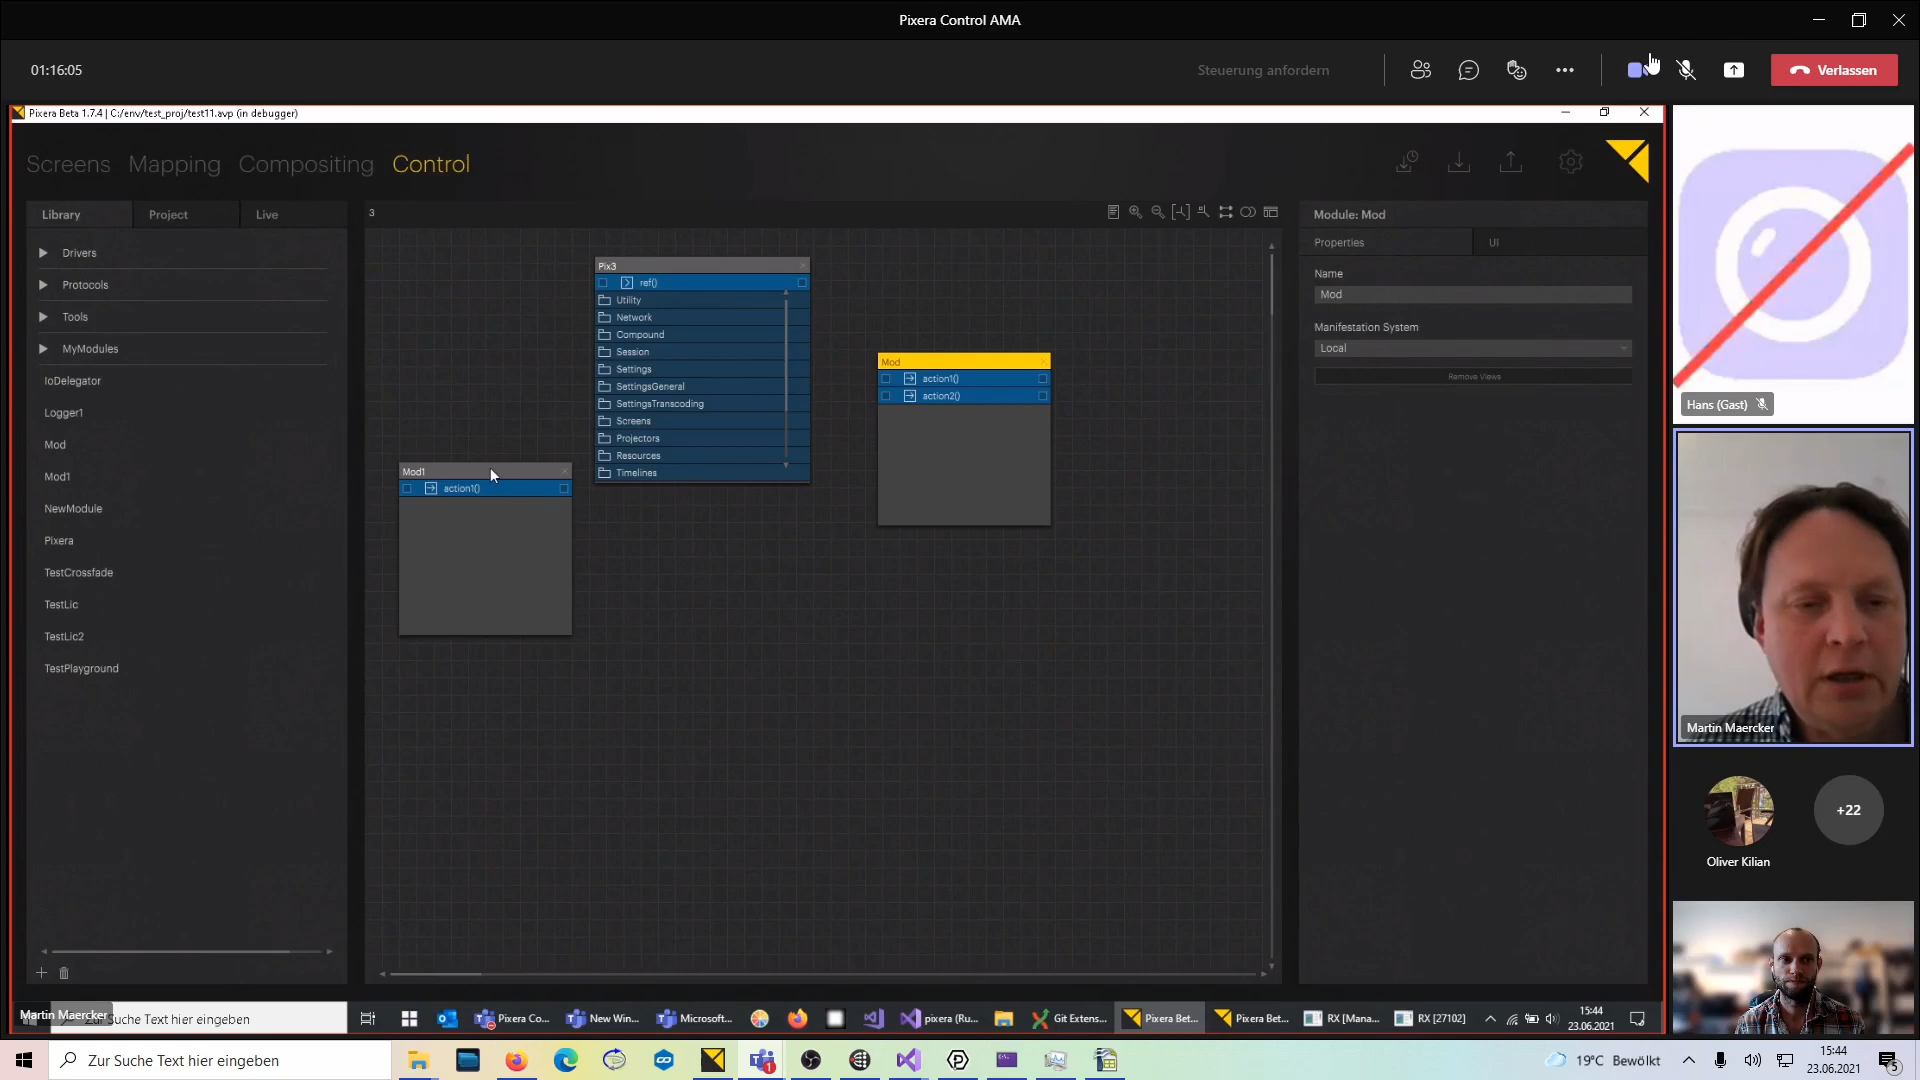 Pixera Control AMA
01:16:05
Steuerung anfordern
Verlassen
Pixera Beta 1.7.4 | C:/env/test_proj/test11.avp (in debugger)
Screens Mapping Compositing Control
Library Project Live
3
Module: Mod
Properties UI
Drivers
Protocols
Tools
MyModules
IoDelegator
Logger1
Mod
Mod1
NewModule
Pixera
TestCrossfade
TestLic
TestLic2
TestPlayground
Pix3
ref()
Utility
Network
Compound
Session
Settings
SettingsGeneral
SettingsTranscoding
Screens
Projectors
Resources
Timelines
Mod
action1()
action2()
Mod1
action1()
Name
Mod
Manifestation System
Local
Remove Views
Hans (Gast)
Martin Maercker
+22
Oliver Kilian
Martin Maercker
Zur Suche Text hier eingeben
Pixera Co...
New Win...
Microsoft...
pixera (Ru...
Git Extens...
Pixera Bet...
Pixera Bet...
RX [Mana...
RX [27102]
15:44
23.06.2021
Zur Suche Text hier eingeben
1
19°C Bewölkt
15:44
23.06.2021
5